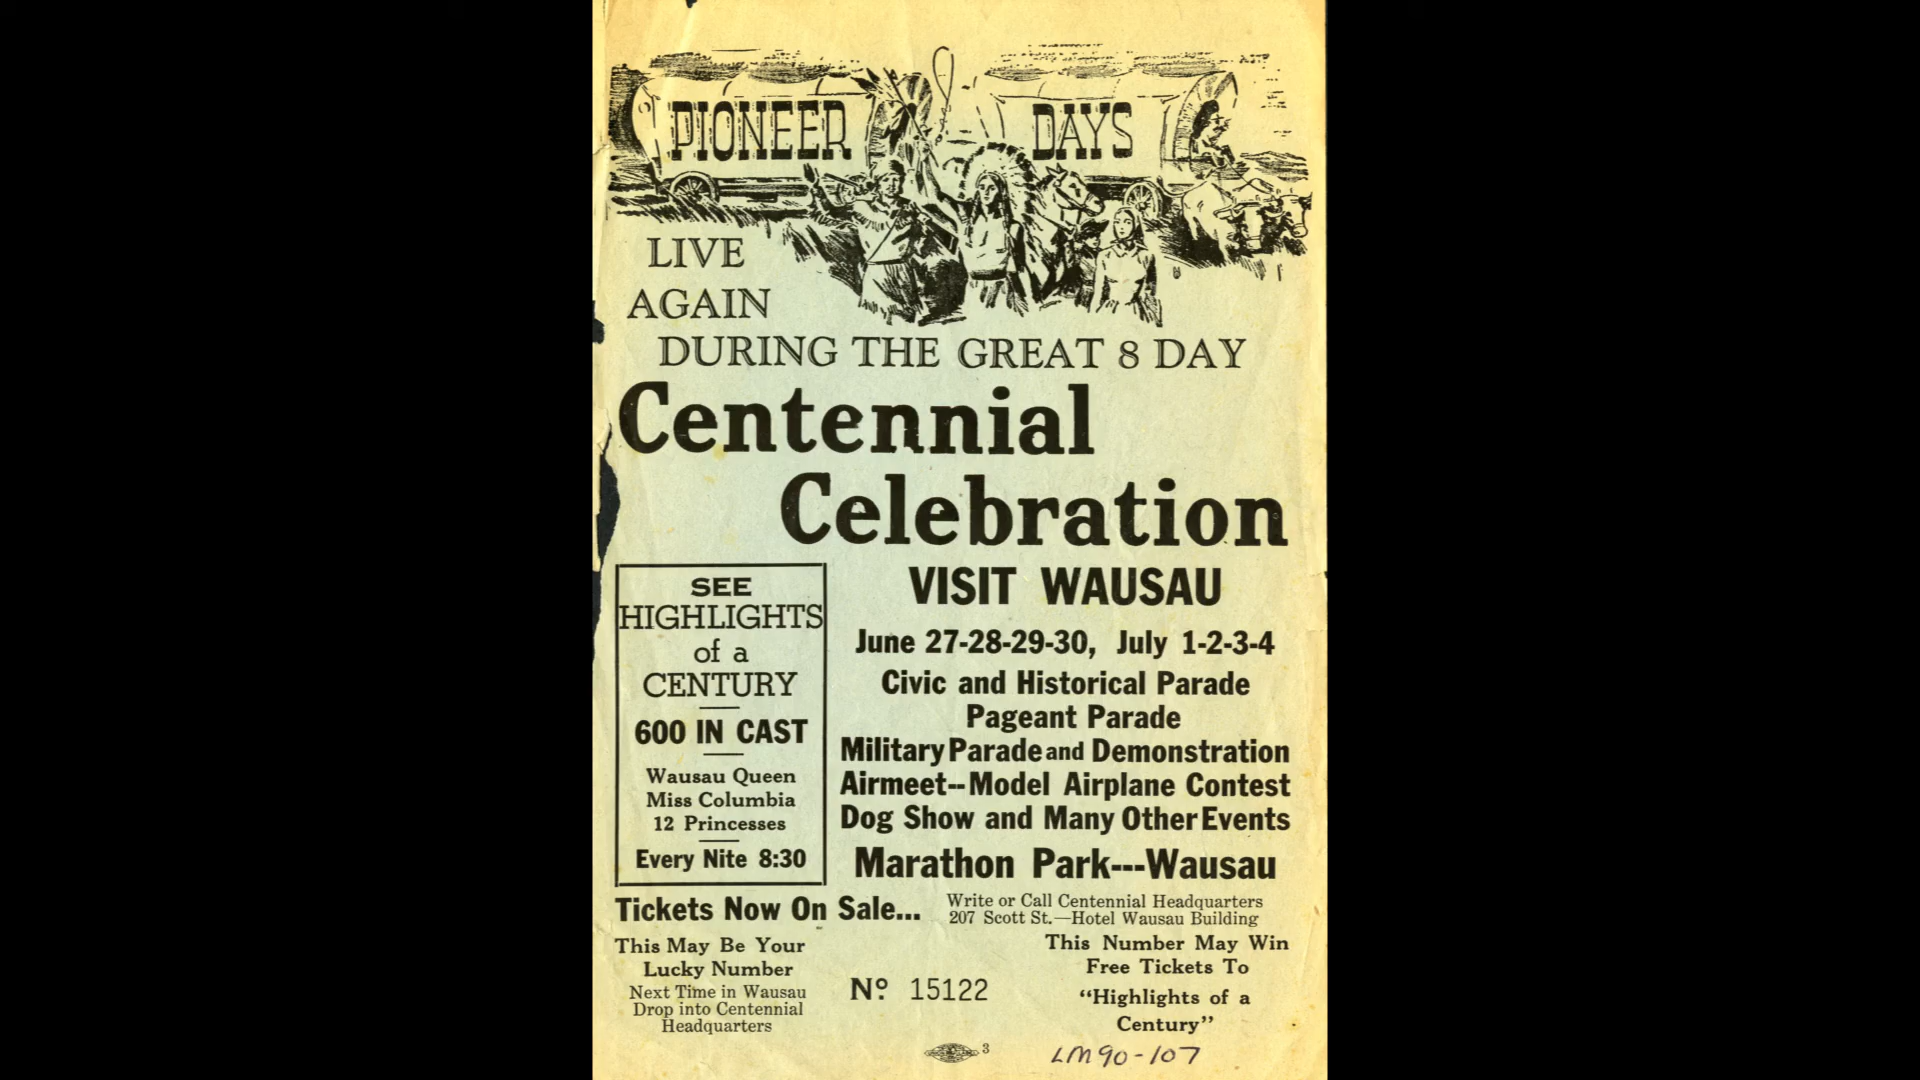 PIONEER DAYS
LIVE
AGAIN
DURING THE GREAT 8 DAY
Centennial
Celebration
SEE
HIGHLIGHTS
of a
CENTURY
600 IN CAST
Wausau Queen
Miss Columbia
12 Princesses
Every Nite 8:30
VISIT WAUSAU
June 27-28-29-30, July 1-2-3-4
Civic and Historical Parade
Pageant Parade
Military Parade and Demonstration
Airmeet--Model Airplane Contest
Dog Show and Many Other Events
Marathon Park---Wausau
Tickets Now On Sale...
Write or Call Centennial Headquarters
207 Scott St.—Hotel Wausau Building
This May Be Your
Lucky Number
Next Time in Wausau
Drop into Centennial
Headquarters
No. 15122
This Number May Win
Free Tickets To
“Highlights of a
Century”
3
LM90-107